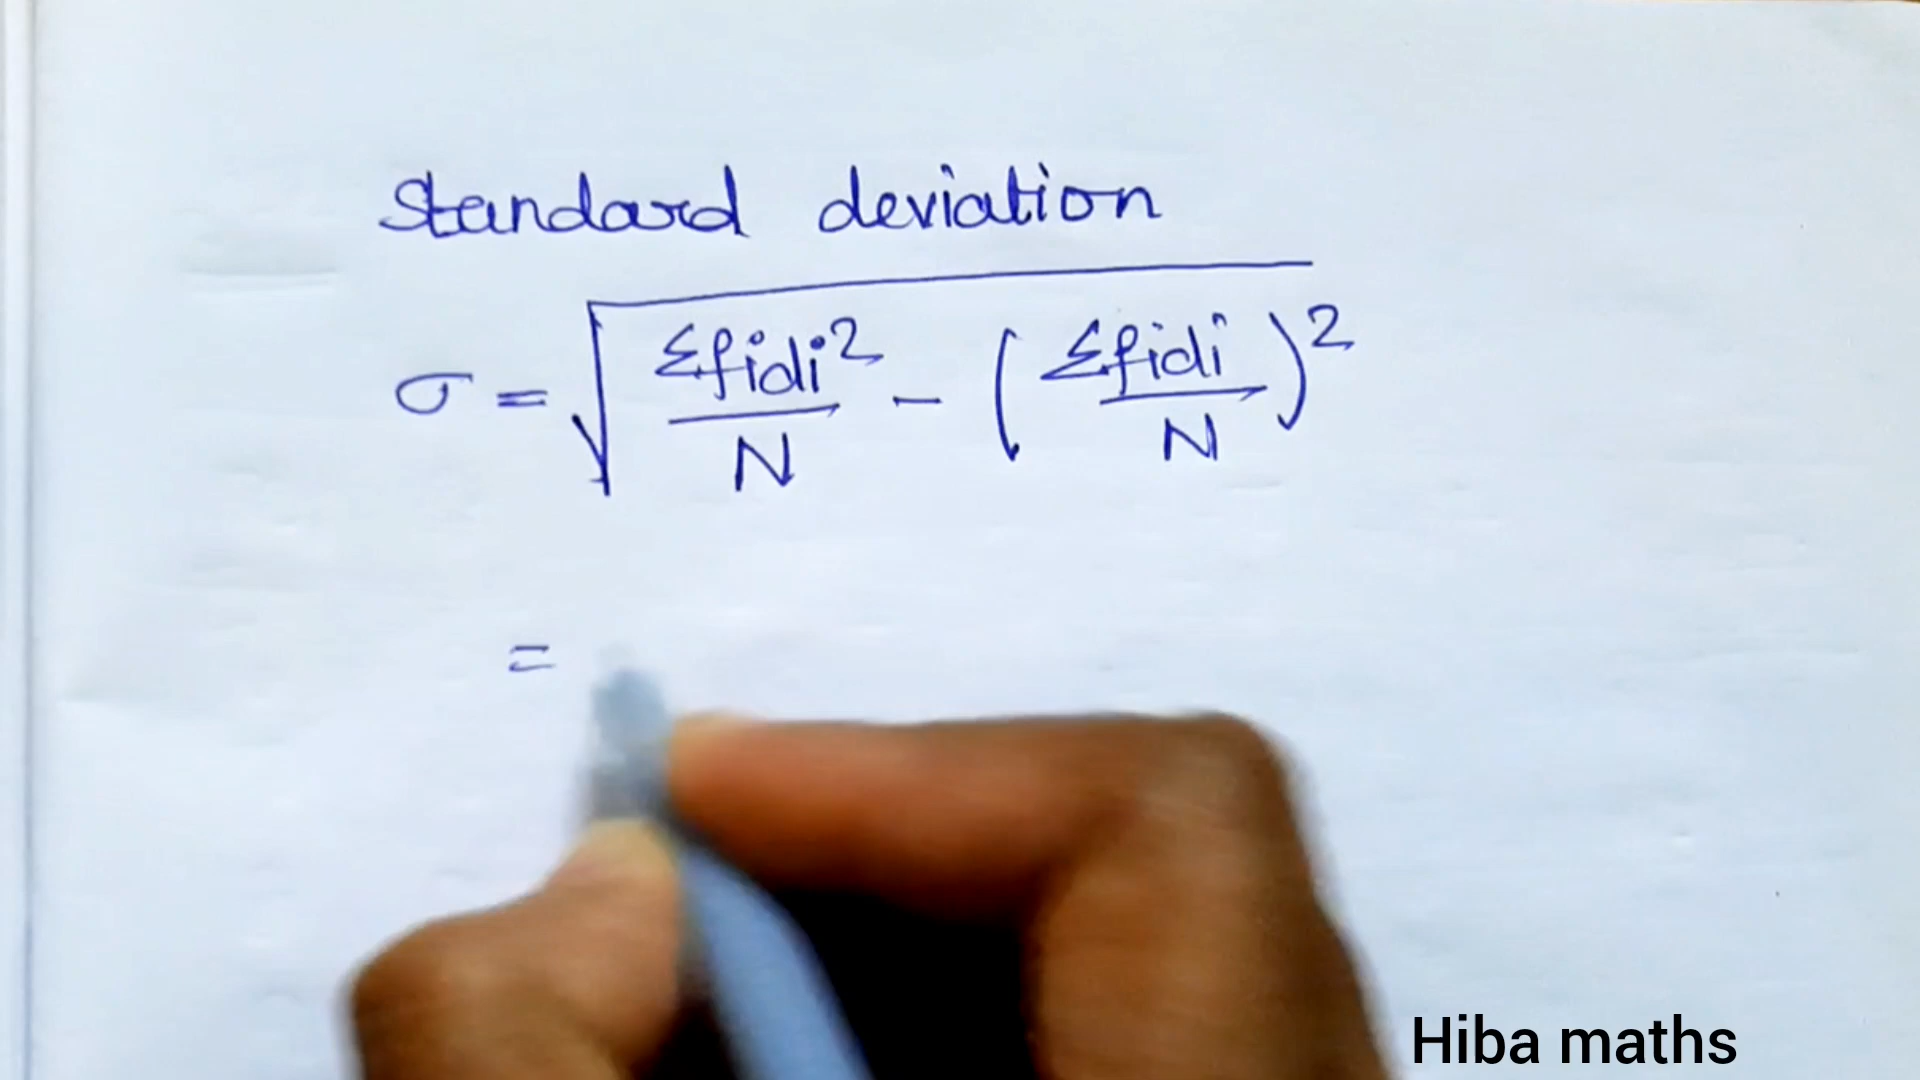 Standard deviation
σ = √ Σfidi² / N - ( Σfidi / N )²
=
Hiba maths